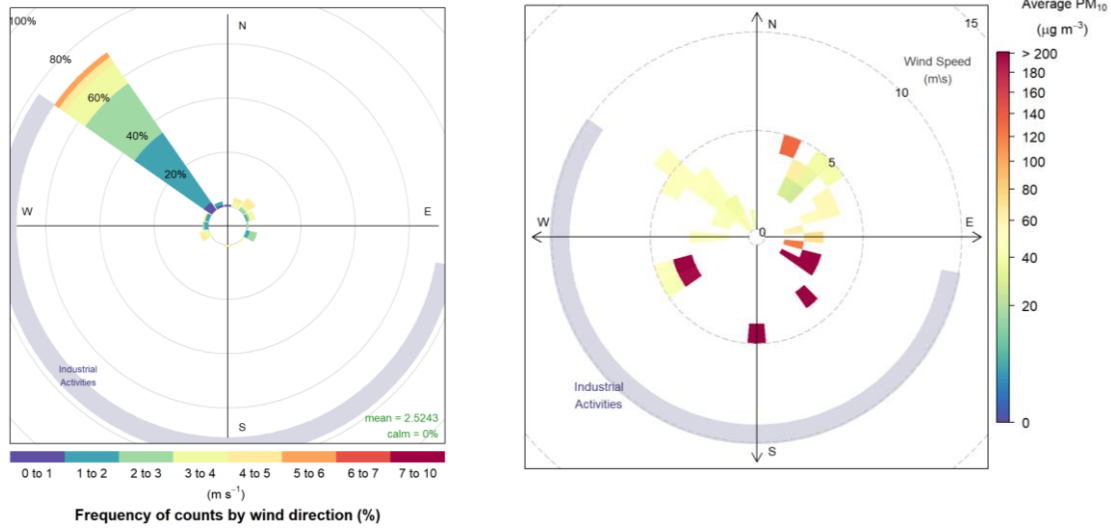 100%
80%
60%
40%
20%
N
W
E
S
Industrial
Activities
mean = 2.5243
calm = 0%
0 to 1 1 to 2 2 to 3 3 to 4 4 to 5 5 to 6 6 to 7 7 to 10
(m s⁻¹)
Frequency of counts by wind direction (%)
N
15
Wind Speed
(m\s)
10
5
0
W
E
S
Industrial
Activities
Average PM₁₀
(μg m⁻³)
> 200
180
160
140
120
100
80
60
40
30
20
10
0